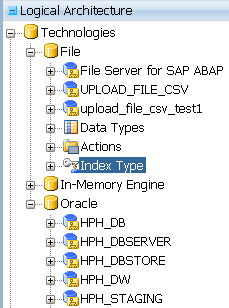 Logical Architecture
Technologies
File
File Server for SAP ABAP
UPLOAD_FILE_CSV
upload_file_csv_test1
Data Types
Actions
Index Type
In-Memory Engine
Oracle
HPH_DB
HPH_DBSERVER
HPH_DBSTORE
HPH_DW
HPH_STAGING